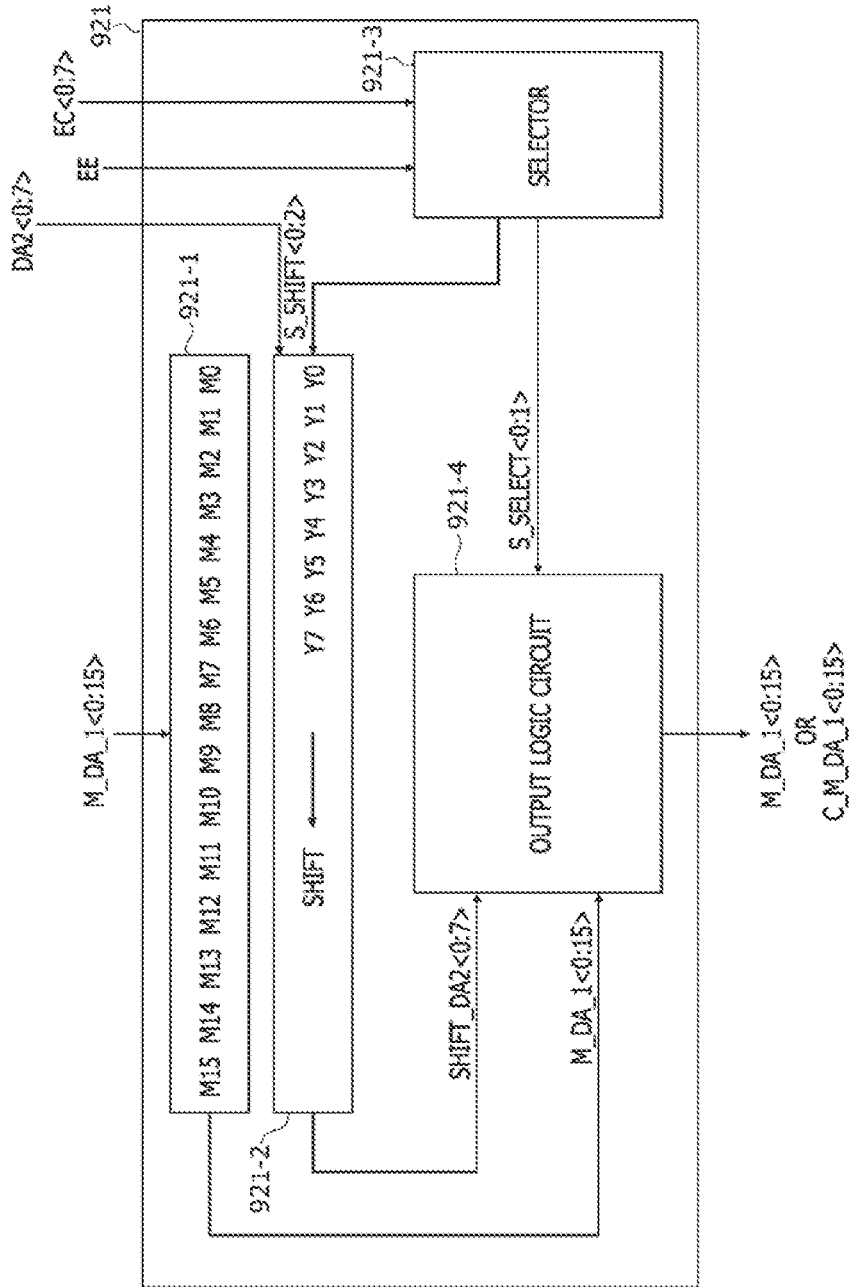 921
M_DA_1<0:15>
DA2<0:7>
EE
EC<0:7>
921-1
M15 M14 M13 M12 M11 M10 M9 M8 M7 M6 M5 M4 M3 M2 M1 M0
921-2
SHIFT
Y7 Y6 Y5 Y4 Y3 Y2 Y1 Y0
S_SHIFT<0:2>
921-3
SELECTOR
SHIFT_DA2<0:7>
M_DA_1<0:15>
921-4
OUTPUT LOGIC CIRCUIT
S_SELECT<0:1>
M_DA_1<0:15>
OR
C_M_DA_1<0:15>